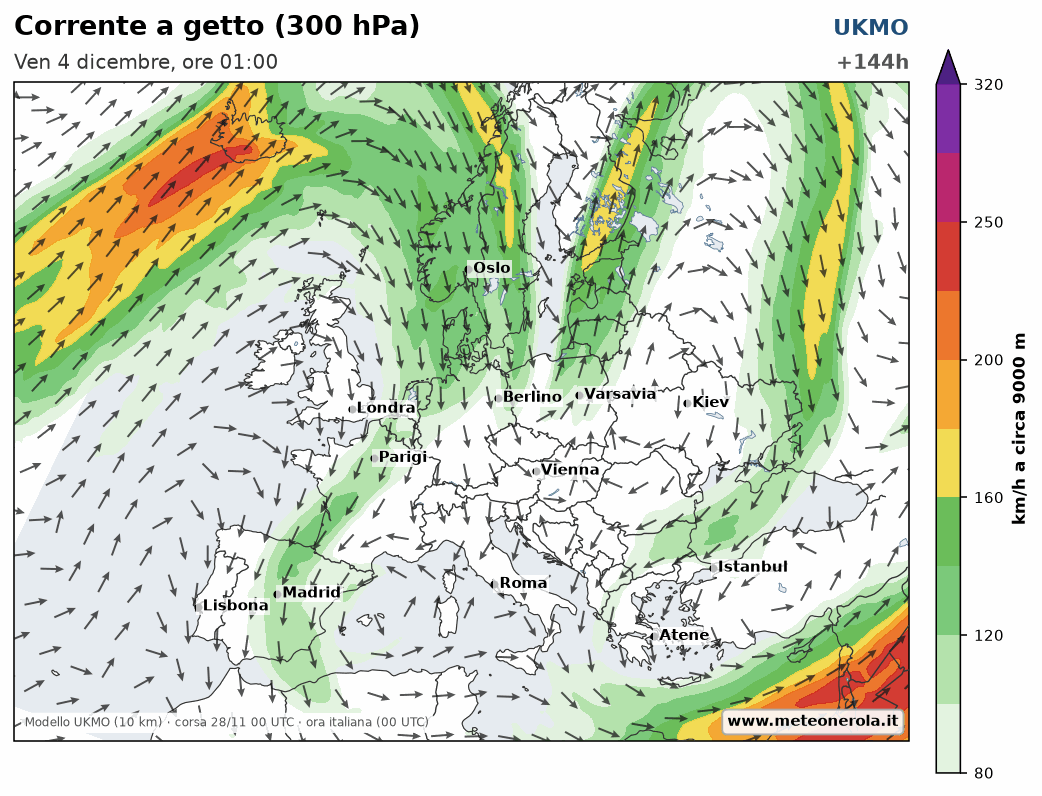 Corrente a getto (300 hPa)
UKMO
Ven 4 dicembre, ore 01:00
+144h
320
250
200
160
120
80
km/h a circa 9000 m
Oslo
Londra
Berlino
Varsavia
Kiev
Parigi
Vienna
Istanbul
Roma
Madrid
Lisbona
Atene
Modello UKMO (10 km) · corsa 28/11 00 UTC · ora italiana (00 UTC)
www.meteonerola.it